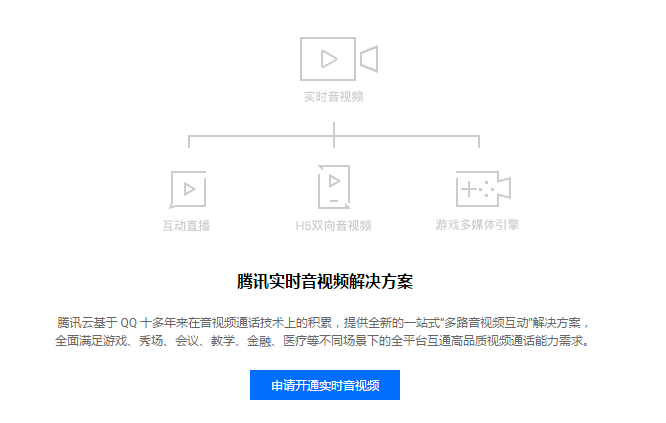 实时音视频
互动直播
H5双向音视频
游戏多媒体引擎
腾讯实时音视频解决方案
腾讯云基于 QQ 十多年来在音视频通话技术上的积累，提供全新的一站式“多路音视频互动”解决方案，
全面满足游戏、秀场、会议、教学、金融、医疗等不同场景下的全平台互通高品质视频通话能力需求。
申请开通实时音视频